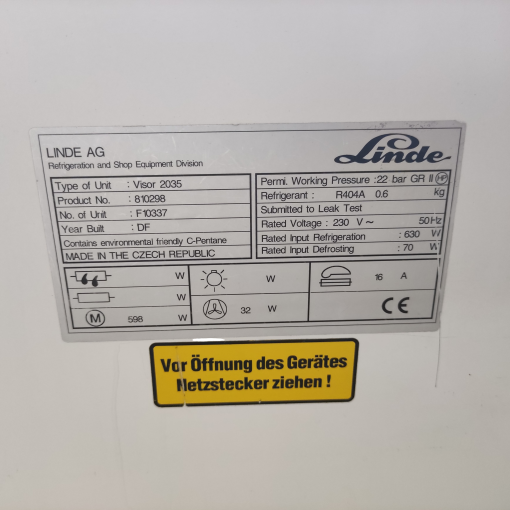 LINDE AG
Refrigeration and Shop Equipment Division
Linde
Type of Unit : Visor 2035
Product No. : 810298
No. of Unit : F10337
Year Built : DF
Contains environmental friendly C-Pentane
MADE IN THE CZECH REPUBLIC
Permi. Working Pressure :22 bar GR II HP
Refrigerant : R404A 0.6 Kg
Submitted to Leak Test
Rated Voltage : 230 V ~ 50Hz
Rated Input Refrigeration : 630 W
Rated Input Defrosting : 70 W
W
W
M 598 W
W
32 W
16 A
CE
Vor Öffnung des Gerätes
Netzstecker ziehen !